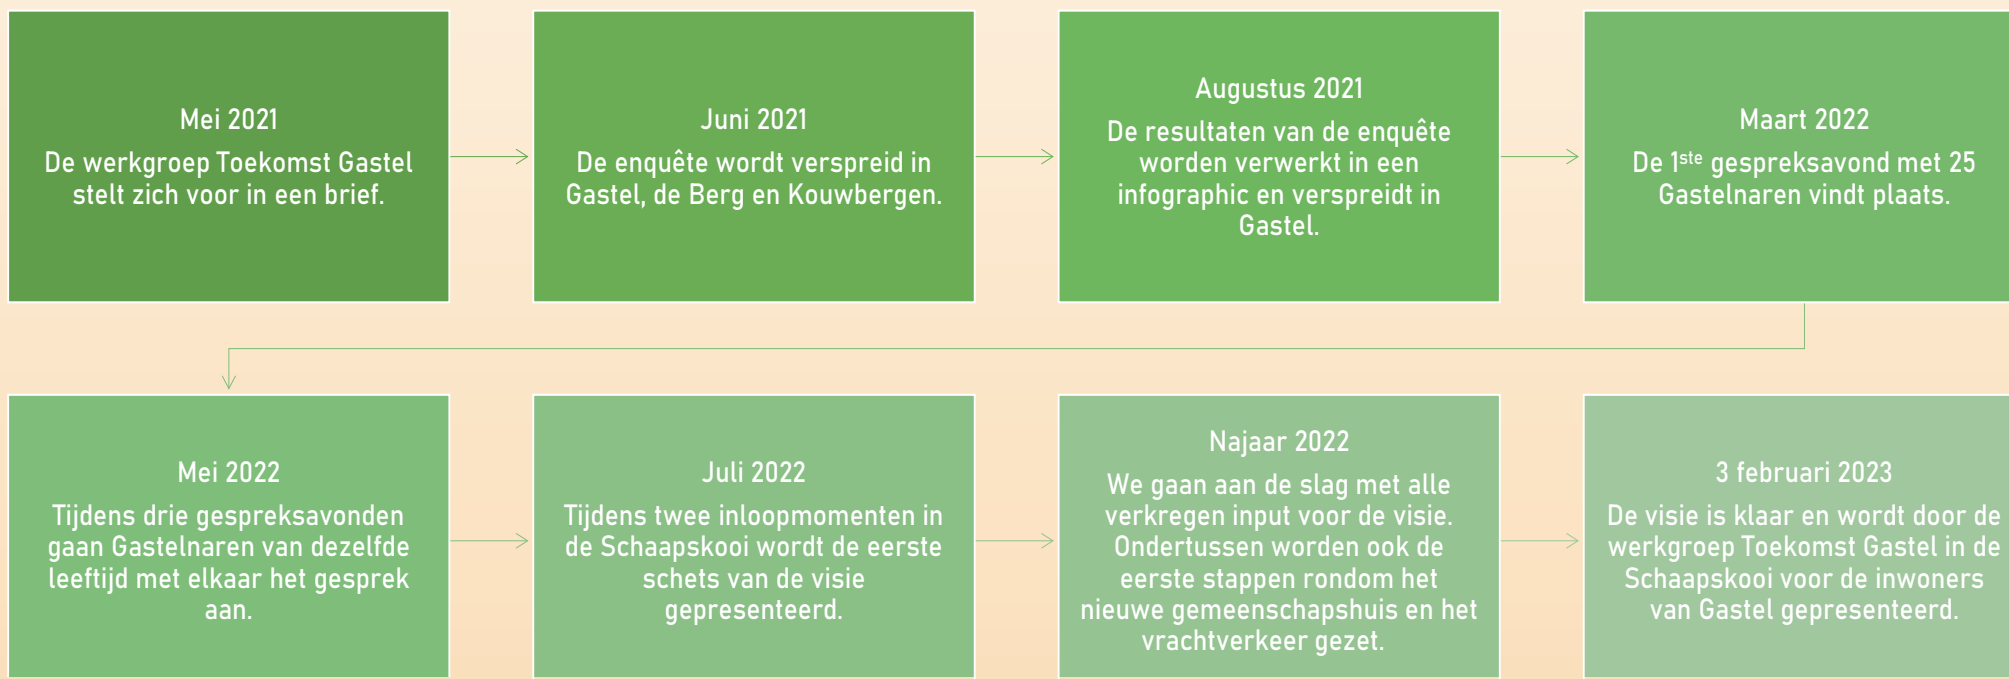 Mei 2021
De werkgroep Toekomst Gastel
stelt zich voor in een brief.
Juni 2021
De enquête wordt verspreid in
Gastel, de Berg en Kouwbergen.
Augustus 2021
De resultaten van de enquête
worden verwerkt in een
infographic en verspreidt in
Gastel.
Maart 2022
De 1ste gespreksavond met 25
Gastelnaren vindt plaats.
Mei 2022
Tijdens drie gespreksavonden
gaan Gastelnaren van dezelfde
leeftijd met elkaar het gesprek
aan.
Juli 2022
Tijdens twee inloopmomenten in
de Schaapskooi wordt de eerste
schets van de visie
gepresenteerd.
Najaar 2022
We gaan aan de slag met alle
verkregen input voor de visie.
Ondertussen worden ook de
eerste stappen rondom het
nieuwe gemeenschapshuis en het
vrachtverkeer gezet.
3 februari 2023
De visie is klaar en wordt door de
werkgroep Toekomst Gastel in de
Schaapskooi voor de inwoners
van Gastel gepresenteerd.